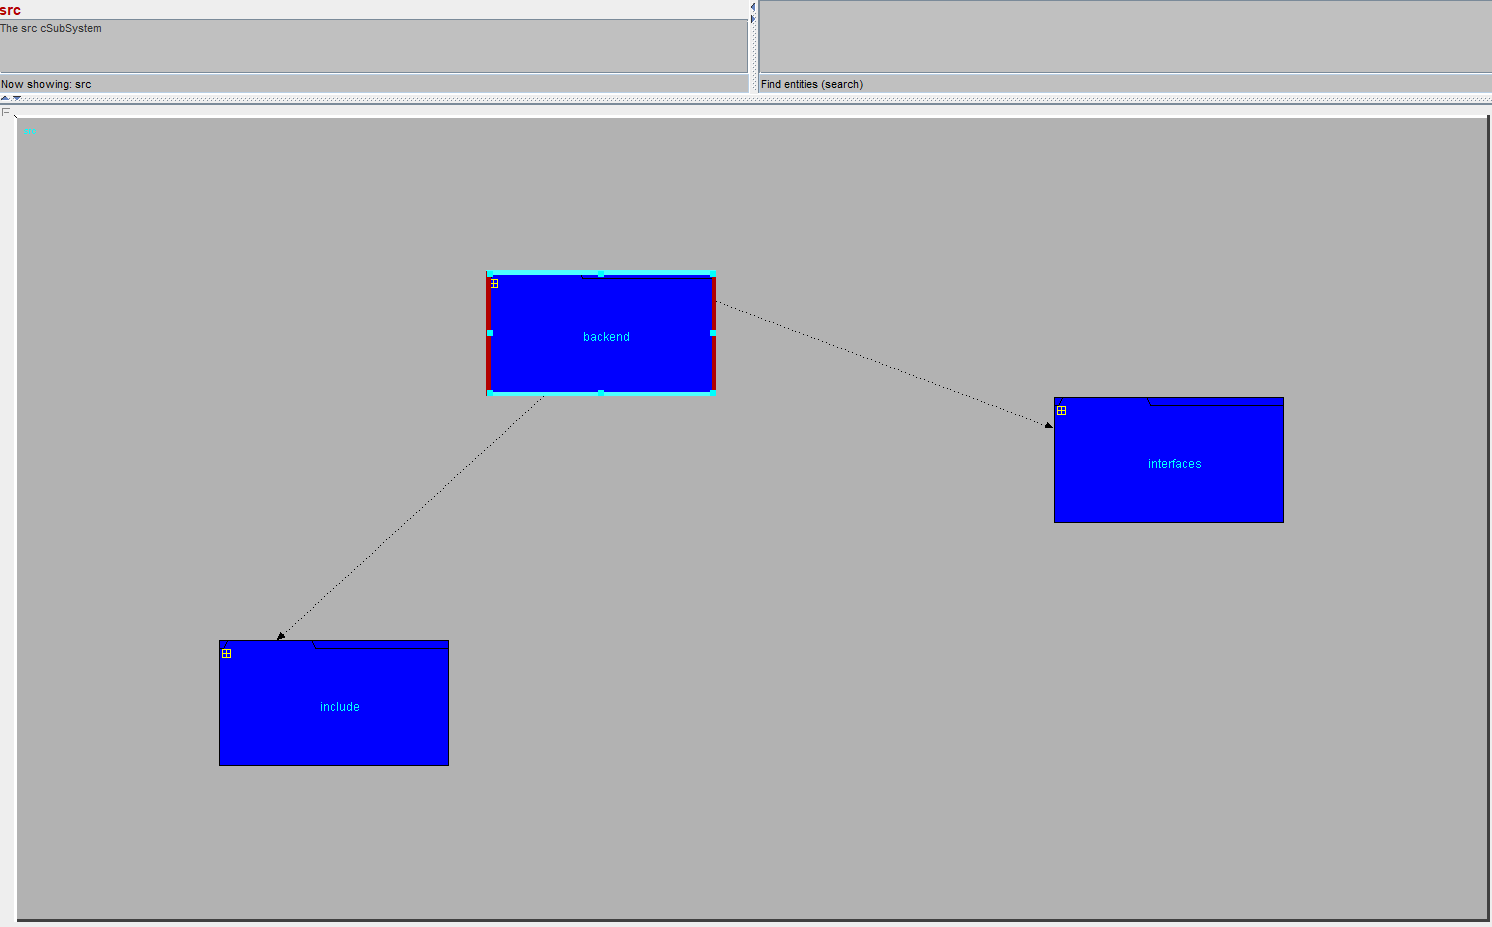 src
The src cSubSystem
Now showing: src
Find entities (search)
backend
interfaces
include